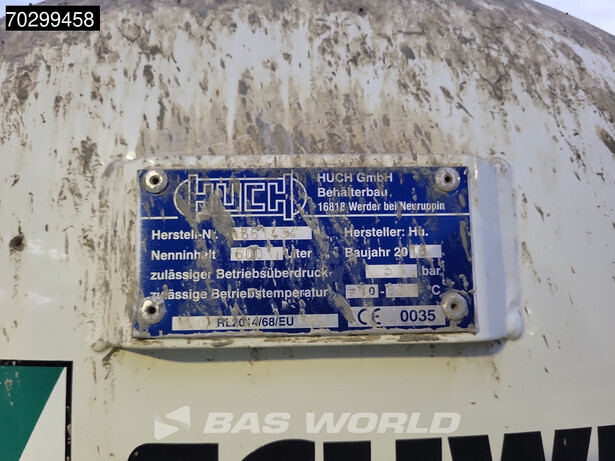 70299458
HUCH
HUCH GmbH
Behälterbau
16818 Werder bei Neuruppin
Herstell-Nr. Hersteller: Hu.
Nenninhalt Liter Baujahr
zulässiger Betriebsüberdruck bar
zulässige Betriebstemperatur °C
RL2014/68/EU CE 0035
BAS WORLD